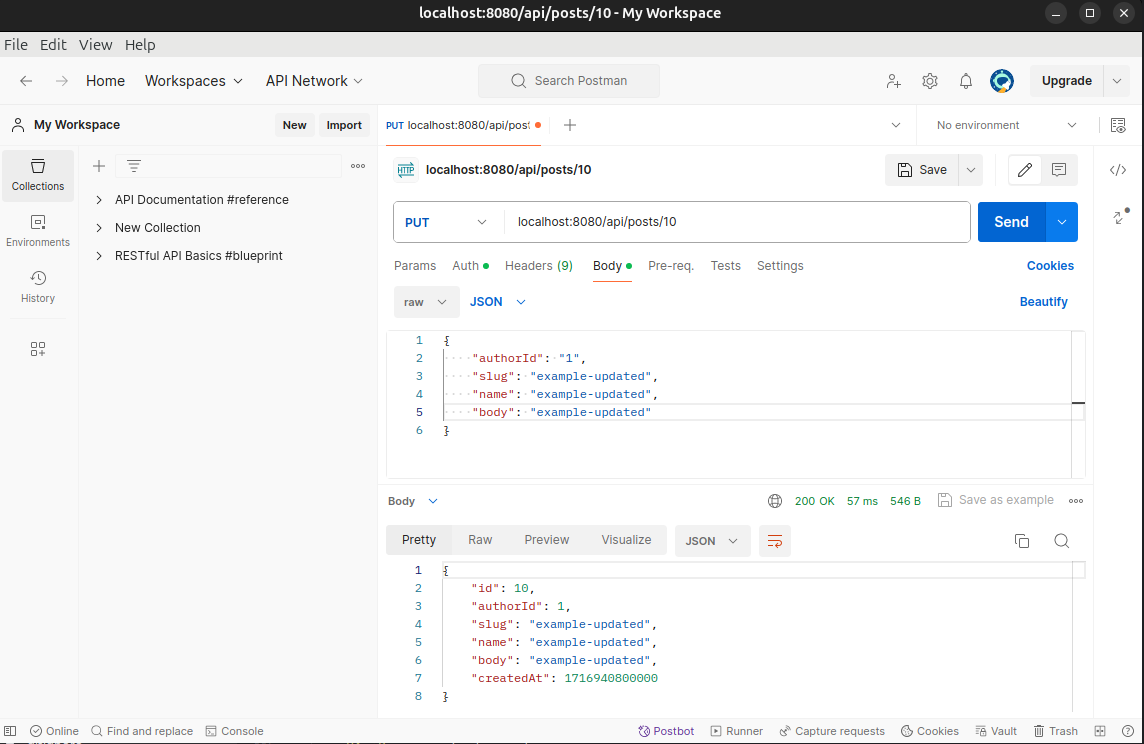 localhost:8080/api/posts/10 - My Workspace
File Edit View Help
Home Workspaces API Network Search Postman Upgrade
My Workspace New Import PUT localhost:8080/api/post No environment
Collections
Environments
History
API Documentation #reference
New Collection
RESTful API Basics #blueprint
HTTP localhost:8080/api/posts/10 Save
PUT localhost:8080/api/posts/10 Send
Params Auth Headers (9) Body Pre-req. Tests Settings Cookies
raw JSON Beautify
1 {
2 "authorId": "1",
3 "slug": "example-updated",
4 "name": "example-updated",
5 "body": "example-updated"
6 }
Body 200 OK 57 ms 546 B Save as example
Pretty Raw Preview Visualize JSON
1 {
2 "id": 10,
3 "authorId": 1,
4 "slug": "example-updated",
5 "name": "example-updated",
6 "body": "example-updated",
7 "createdAt": 1716940800000
8 }
Online Find and replace Console Postbot Runner Capture requests Cookies Vault Trash